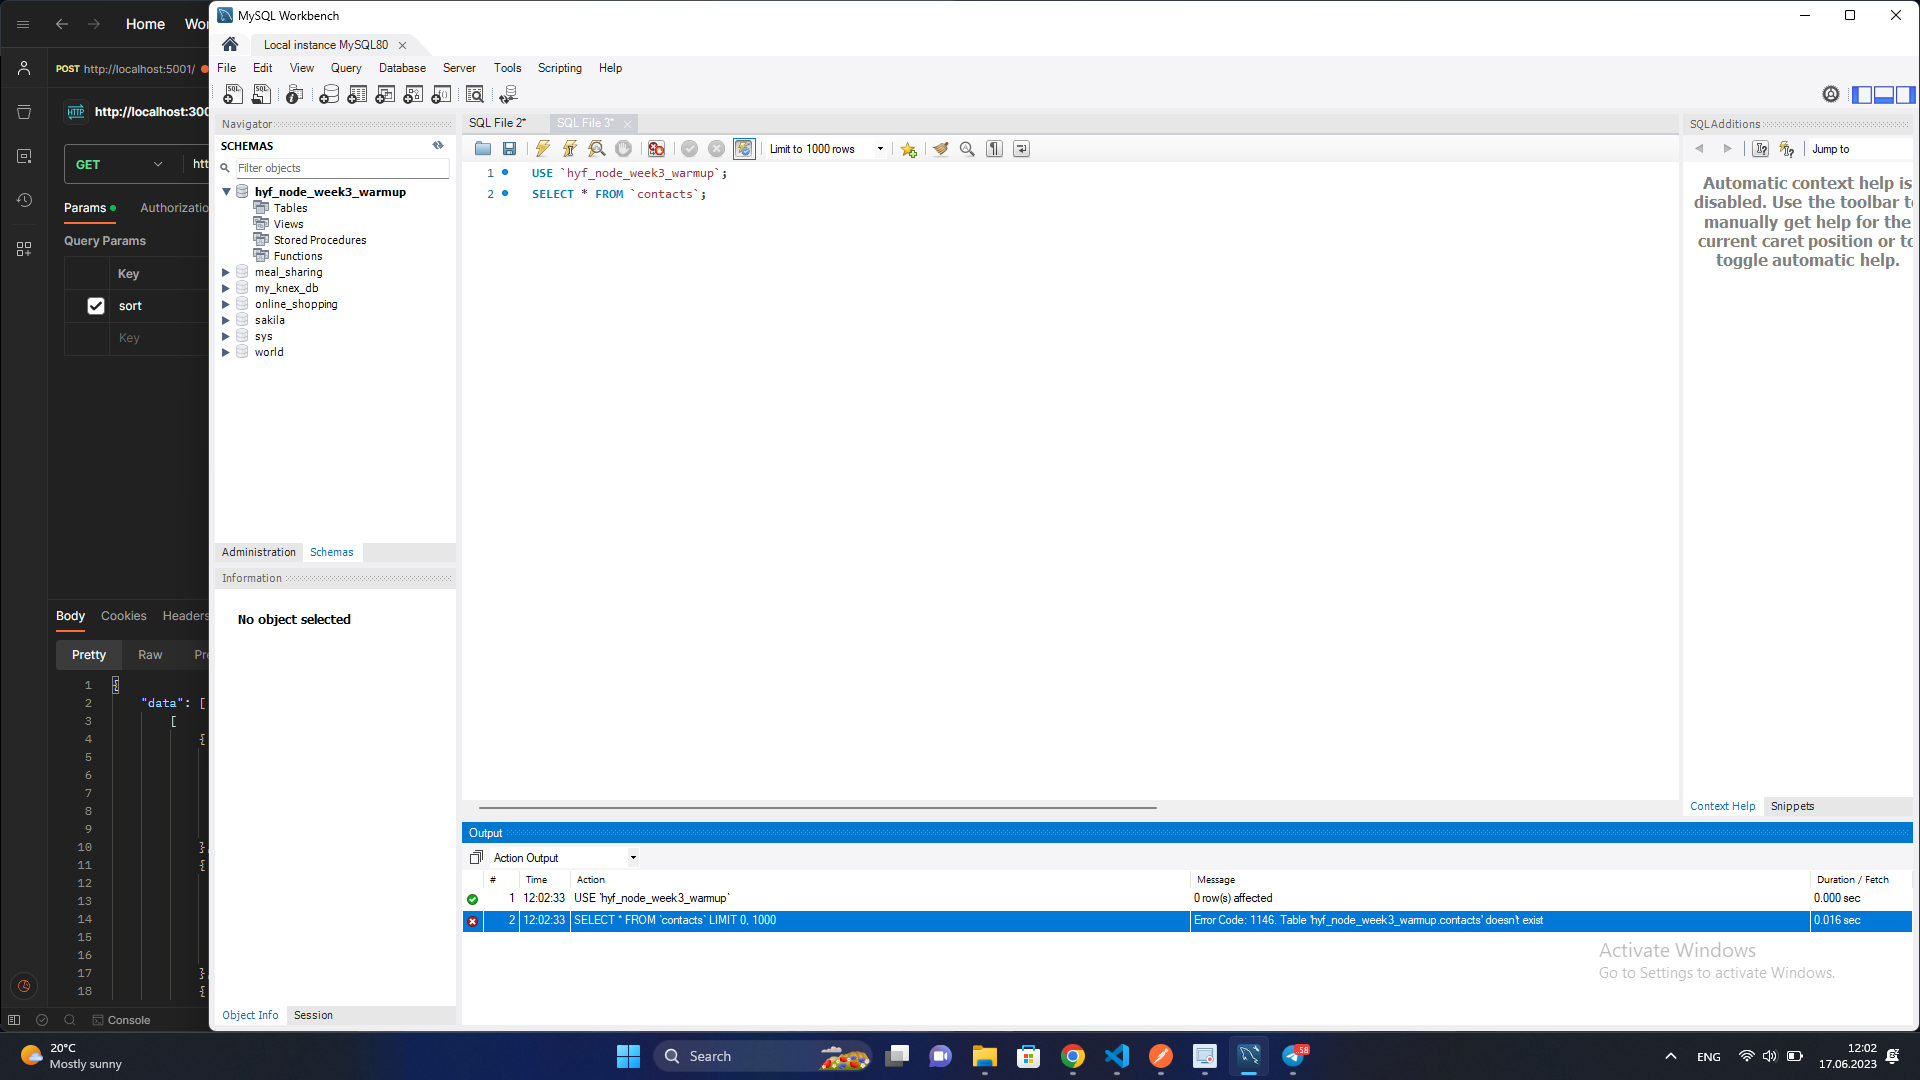 Home
Wor
POST http://localhost:5001/
http://localhost:300
GET
htt
Params
Authorizatio
Query Params
Key
sort
Key
Body
Cookies
Headers
Pretty
Raw
Pre
1 {
2 "data": [
3 [
4 {
5
6
7
8
9
10 }
11 {
12
13
14
15
16
17 }
18 {
Console
MySQL Workbench
Local instance MySQL80
File Edit View Query Database Server Tools Scripting Help
Navigator
SCHEMAS
Filter objects
hyf_node_week3_warmup
Tables
Views
Stored Procedures
Functions
meal_sharing
my_knex_db
online_shopping
sakila
sys
world
Administration Schemas
Information
No object selected
Object Info Session
SQL File 2* SQL File 3*
Limit to 1000 rows
1 USE `hyf_node_week3_warmup`;
2 SELECT * FROM `contacts`;
SQLAdditions
Jump to
Automatic context help is
disabled. Use the toolbar to
manually get help for the
current caret position or to
toggle automatic help.
Context Help Snippets
Output
Action Output
# Time Action Message Duration / Fetch
1 12:02:33 USE `hyf_node_week3_warmup` 0 row(s) affected 0.000 sec
2 12:02:33 SELECT * FROM `contacts` LIMIT 0, 1000 Error Code: 1146. Table 'hyf_node_week3_warmup.contacts' doesn't exist 0.016 sec
Activate Windows
Go to Settings to activate Windows.
20°C
Mostly sunny
Search
58
ENG
12:02
17.06.2023